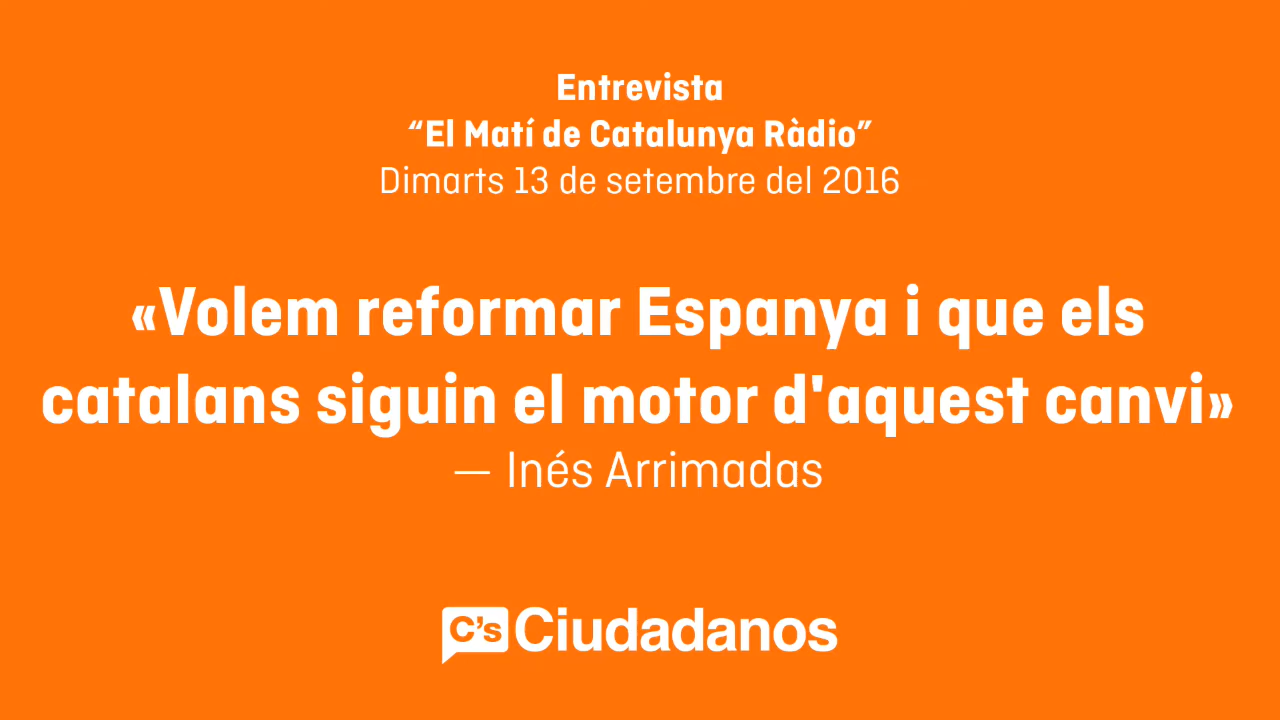 Entrevista
“El Matí de Catalunya Ràdio”
Dimarts 13 de setembre del 2016
«Volem reformar Espanya i que els
catalans siguin el motor d'aquest canvi»
— Inés Arrimadas
C's Ciudadanos